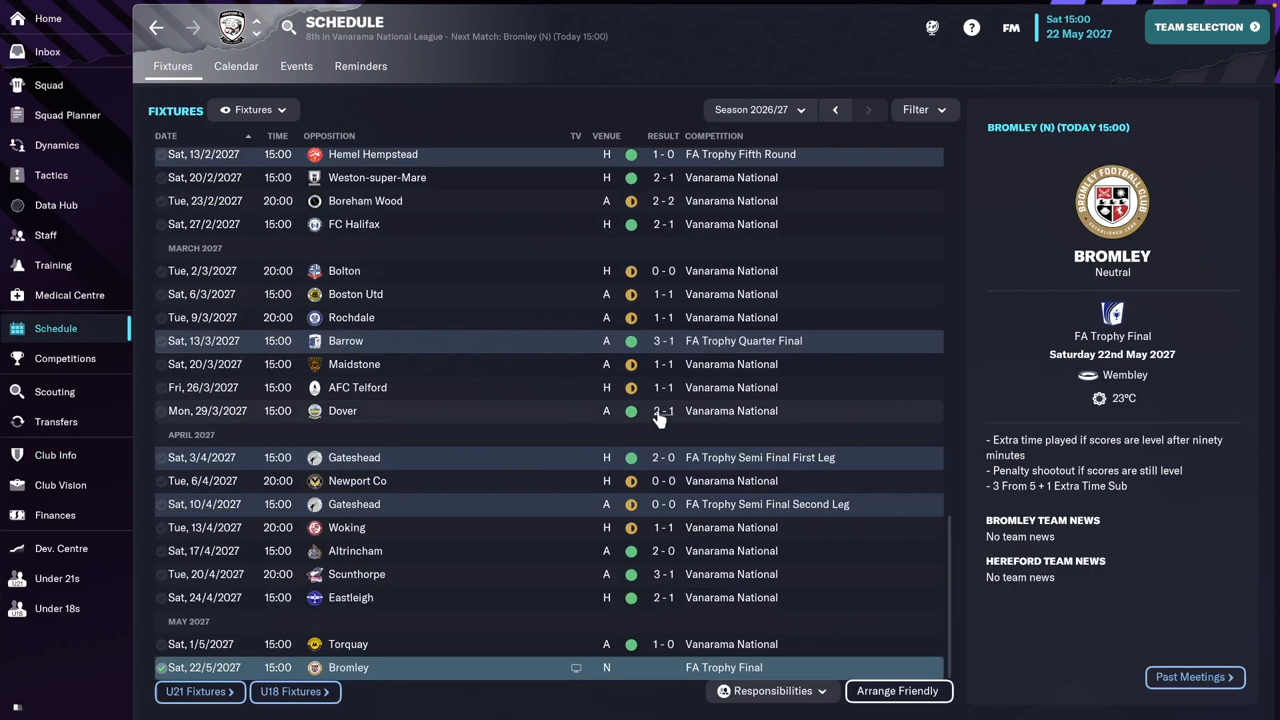 Home
Inbox
Squad
Squad Planner
Dynamics
Tactics
Data Hub
Staff
Training
Medical Centre
Schedule
Competitions
Scouting
Transfers
Club Info
Club Vision
Finances
Dev. Centre
U21 Under 21s
U18 Under 18s
SCHEDULE
8th in Vanarama National League - Next Match: Bromley (N) (Today 15:00)
FM
Sat 15:00
22 May 2027
TEAM SELECTION
Fixtures Calendar Events Reminders
FIXTURES Fixtures Season 2026/27 Filter
DATE TIME OPPOSITION TV VENUE RESULT COMPETITION
Sat, 13/2/2027 15:00 Hemel Hempstead H 1 - 0 FA Trophy Fifth Round
Sat, 20/2/2027 15:00 Weston-super-Mare H 2 - 1 Vanarama National
Tue, 23/2/2027 20:00 Boreham Wood A 2 - 2 Vanarama National
Sat, 27/2/2027 15:00 FC Halifax H 2 - 1 Vanarama National
MARCH 2027
Tue, 2/3/2027 20:00 Bolton H 0 - 0 Vanarama National
Sat, 6/3/2027 15:00 Boston Utd A 1 - 1 Vanarama National
Tue, 9/3/2027 20:00 Rochdale A 1 - 1 Vanarama National
Sat, 13/3/2027 15:00 Barrow A 3 - 1 FA Trophy Quarter Final
Sat, 20/3/2027 15:00 Maidstone A 1 - 1 Vanarama National
Fri, 26/3/2027 15:00 AFC Telford H 1 - 1 Vanarama National
Mon, 29/3/2027 15:00 Dover A - 1 Vanarama National
APRIL 2027
Sat, 3/4/2027 15:00 Gateshead H 2 - 0 FA Trophy Semi Final First Leg
Tue, 6/4/2027 20:00 Newport Co H 0 - 0 Vanarama National
Sat, 10/4/2027 15:00 Gateshead A 0 - 0 FA Trophy Semi Final Second Leg
Tue, 13/4/2027 20:00 Woking H 1 - 1 Vanarama National
Sat, 17/4/2027 15:00 Altrincham A 2 - 0 Vanarama National
Tue, 20/4/2027 20:00 Scunthorpe A 3 - 1 Vanarama National
Sat, 24/4/2027 15:00 Eastleigh H 2 - 1 Vanarama National
MAY 2027
Sat, 1/5/2027 15:00 Torquay A 1 - 0 Vanarama National
Sat, 22/5/2027 15:00 Bromley N FA Trophy Final
U21 Fixtures > U18 Fixtures > Responsibilities Arrange Friendly
BROMLEY (N) (TODAY 15:00)
BROMLEY FOOTBALL CLUB
BROMLEY
Neutral
FA Trophy Final
Saturday 22nd May 2027
Wembley
23°C
- Extra time played if scores are level after ninety
minutes
- Penalty shootout if scores are still level
- 3 From 5 + 1 Extra Time Sub
BROMLEY TEAM NEWS
No team news
HEREFORD TEAM NEWS
No team news
Past Meetings >